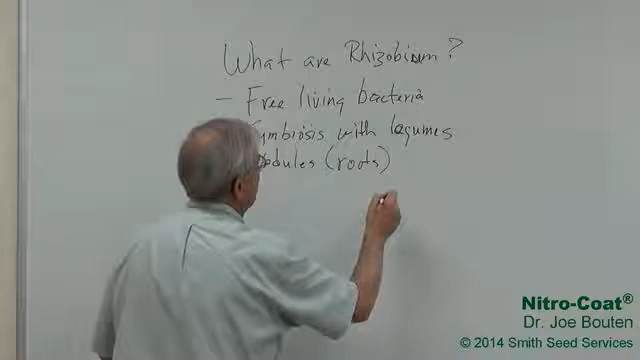 What are Rhizobium?
- Free living bacteria
Symbiosis with legumes
Nodules (roots)
Nitro-Coat®
Dr. Joe Bouten
© 2014 Smith Seed Services